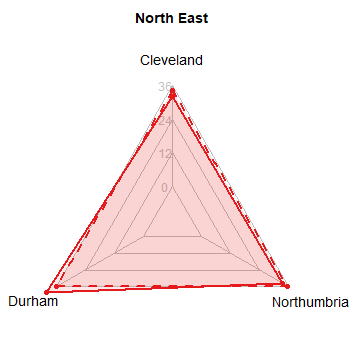 North East
Cleveland
36
24
12
0
Durham
Northumbria